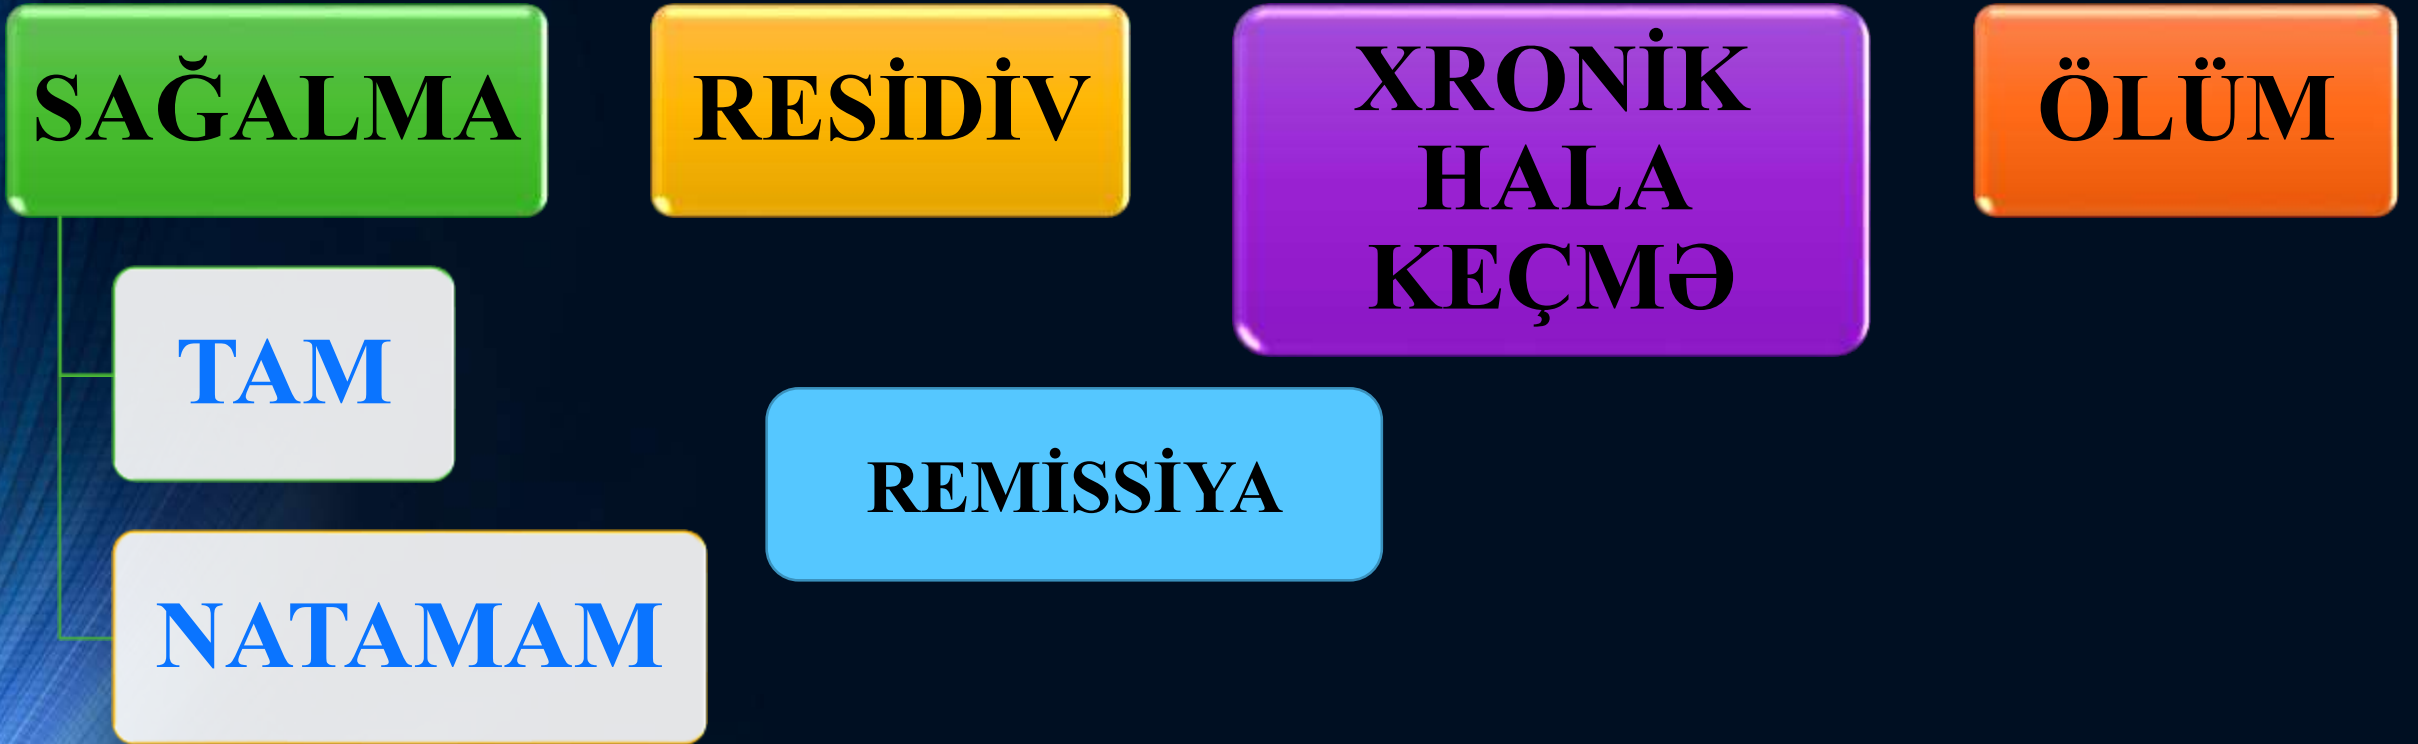 SAĞALMA
RESİDİV
XRONİK
HALA
KEÇMƏ
ÖLÜM
TAM
REMİSSİYA
NATAMAM